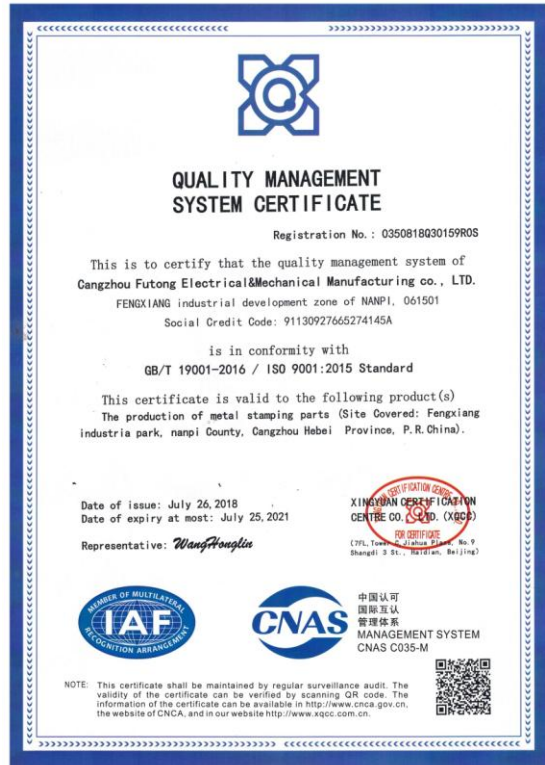 QUALITY MANAGEMENT
SYSTEM CERTIFICATE
Registration No.: 0350818Q30159R0S
This is to certify that the quality management system of
Cangzhou Futong Electrical&Mechanical Manufacturing co., LTD.
FENGXIANG industrial development zone of NANPI, 061501
Social Credit Code: 91130927665274145A
is in conformity with
GB/T 19001-2016 / ISO 9001:2015 Standard
This certificate is valid to the following product(s)
The production of metal stamping parts (Site Covered: Fengxiang
industria park, nanpi County, Cangzhou Hebei Province, P.R.China).
Date of issue: July 26,2018
Date of expiry at most: July 25,2021
Representative: WangHonglin
XINGYUAN CERTIFICATION
CENTRE CO., LTD. (XQCC)
FOR CERTIFICATE
(7FL, Tower C, Jiahua Plaza, No.9
Shangdi 3 St., Haidian, Beijing)
MEMBER OF MULTILATERAL
IAF
RECOGNITION ARRANGEMENT
CNAS
中国认可
国际互认
管理体系
MANAGEMENT SYSTEM
CNAS C035-M
NOTE: This certificate shall be maintained by regular surveillance audit. The
validity of the certificate can be verified by scanning QR code. The
information of the certificate can be available in http://www.cnca.gov.cn,
the website of CNCA, and in our website http://www.xqcc.com.cn.